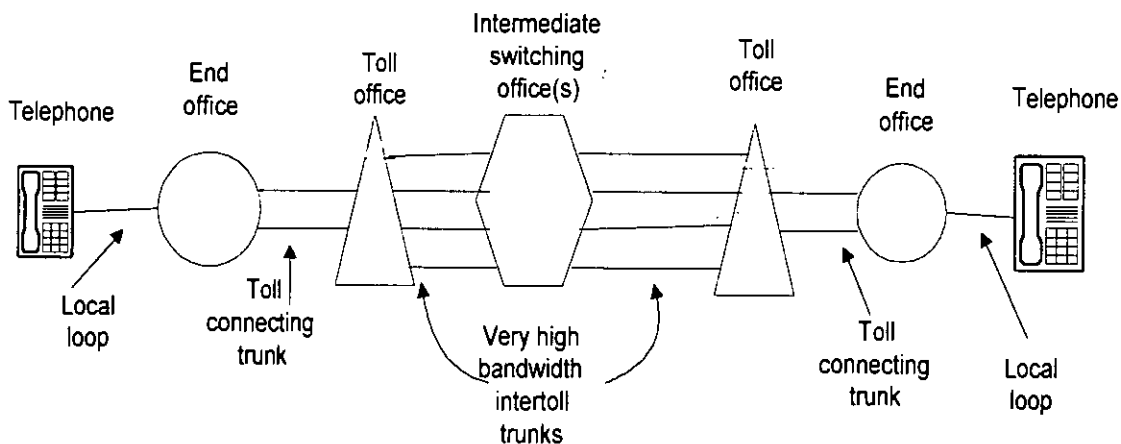 Telephone
End
office
Toll
office
Intermediate
switching
office(s)
Toll
office
End
office
Telephone
Local
loop
Toll
connecting
trunk
Very high
bandwidth
intertoll
trunks
Toll
connecting
trunk
Local
loop